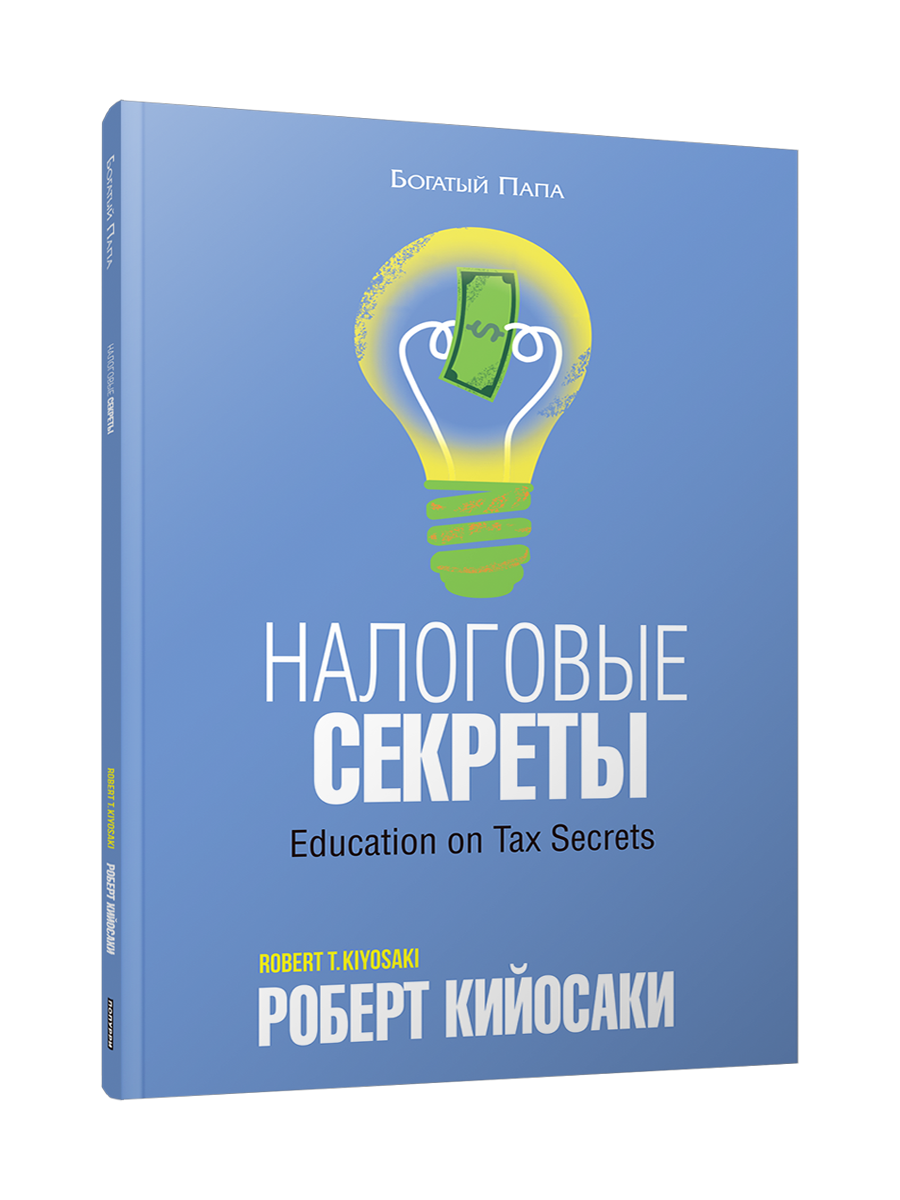 Богатый Папа
НАЛОГОВЫЕ
СЕКРЕТЫ
Education on Tax Secrets
ROBERT T. KIYOSAKI
РОБЕРТ КИЙОСАКИ
Богатый Папа
НАЛОГОВЫЕ СЕКРЕТЫ
ROBERT T. KIYOSAKI
РОБЕРТ КИЙОСАКИ
ПОПУРРИ